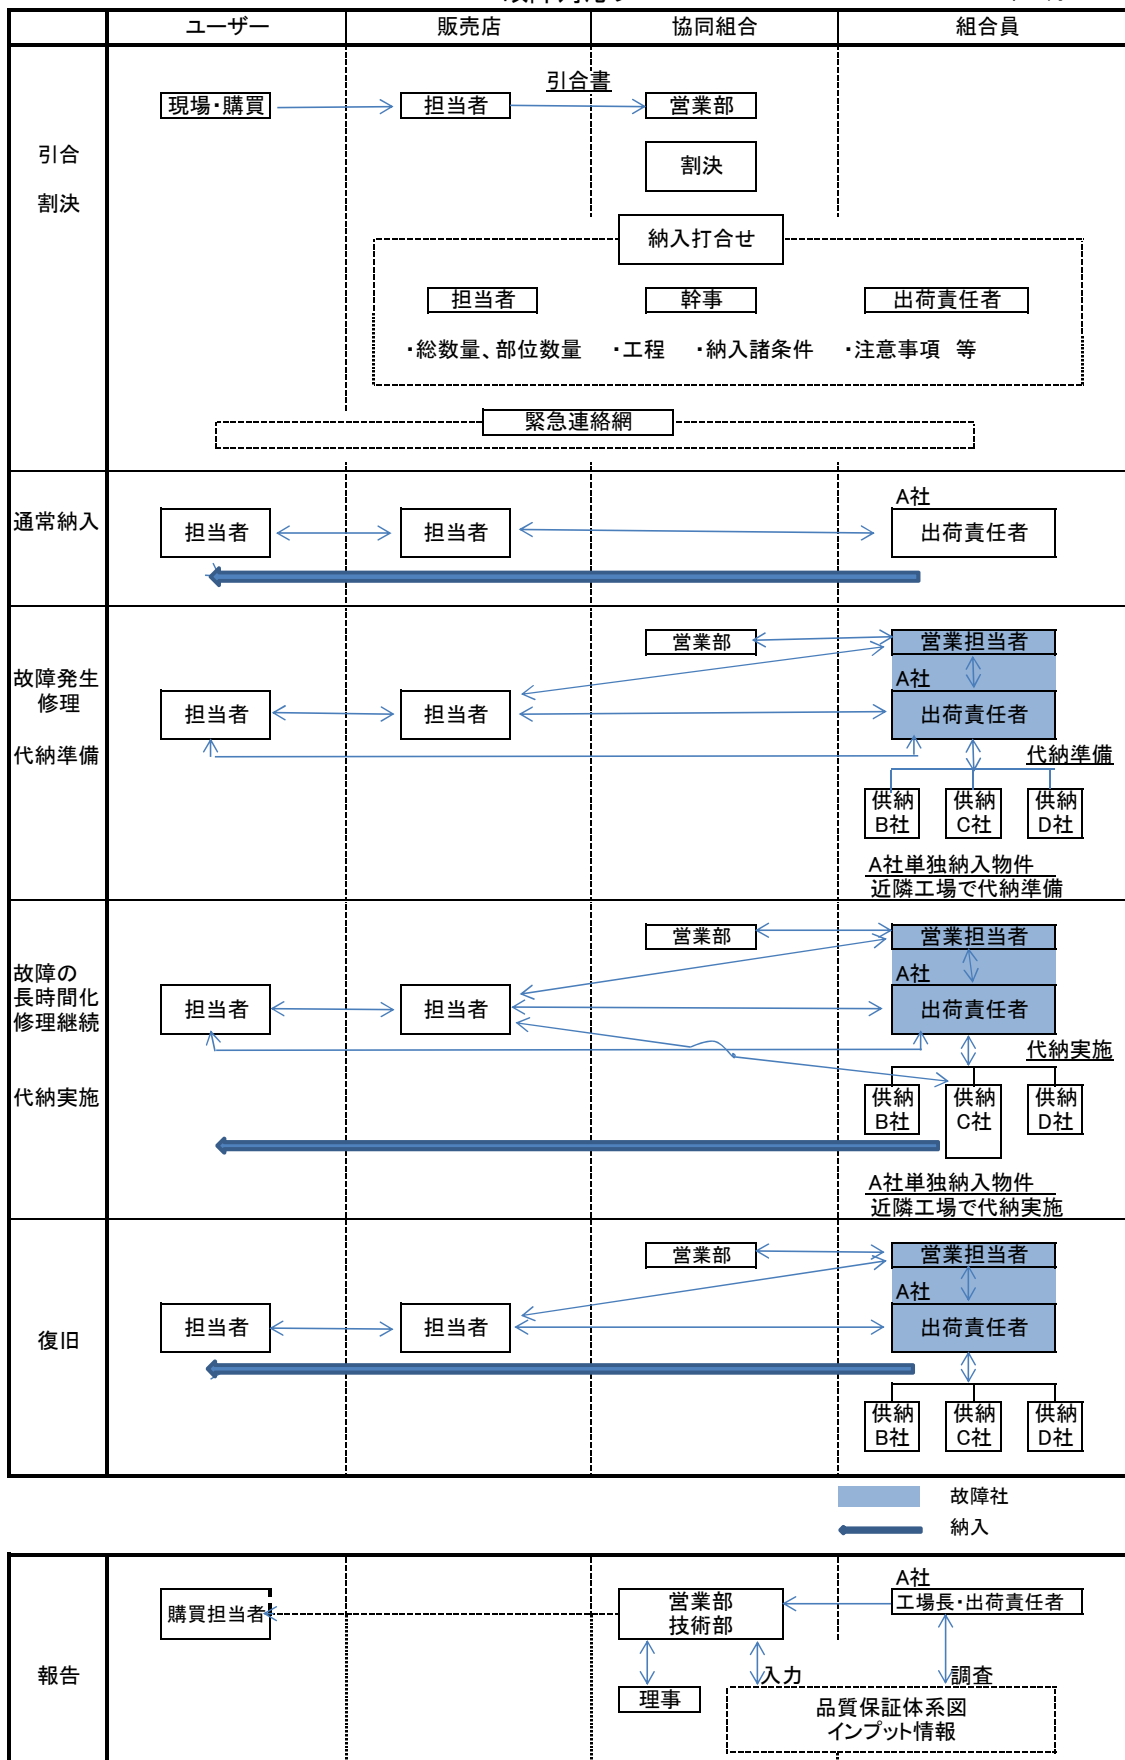 ユーザー
販売店
協同組合
組合員
引合
割決
現場・購買
担当者
引合書
営業部
割決
納入打合せ
担当者
幹事
出荷責任者
・総数量、部位数量　・工程　・納入諸条件　・注意事項　等
緊急連絡網
通常納入
担当者
担当者
A社
出荷責任者
故障発生
修理
代納準備
営業部
営業担当者
A社
担当者
担当者
出荷責任者
代納準備
供納
B社
供納
C社
供納
D社
A社単独納入物件
近隣工場で代納準備
故障の
長時間化
修理継続
代納実施
営業部
営業担当者
A社
担当者
担当者
出荷責任者
代納実施
供納
B社
供納
C社
供納
D社
A社単独納入物件
近隣工場で代納実施
復旧
営業部
営業担当者
A社
担当者
担当者
出荷責任者
供納
B社
供納
C社
供納
D社
故障社
納入
報告
購買担当者
営業部
技術部
A社
工場長・出荷責任者
入力
調査
理事
品質保証体系図
インプット情報